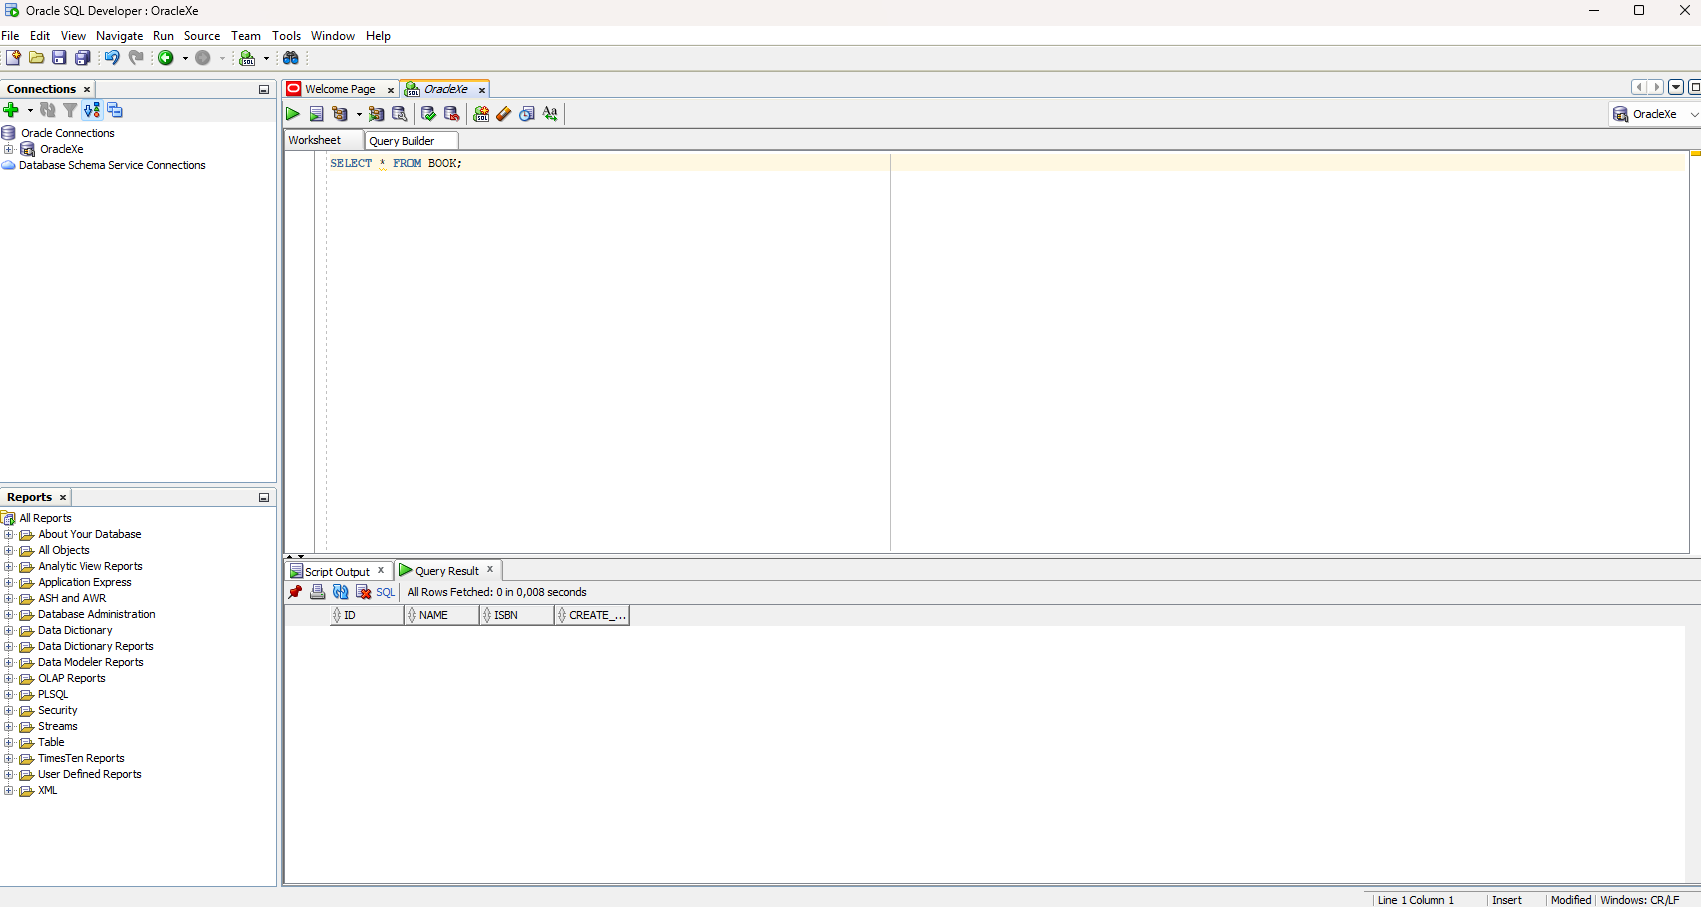 Oracle SQL Developer : OracleXe
File Edit View Navigate Run Source Team Tools Window Help
Connections
Oracle Connections
OracleXe
Database Schema Service Connections
Reports
All Reports
About Your Database
All Objects
Analytic View Reports
Application Express
ASH and AWR
Database Administration
Data Dictionary
Data Dictionary Reports
Data Modeler Reports
OLAP Reports
PLSQL
Security
Streams
Table
TimesTen Reports
User Defined Reports
XML
Welcome Page OracleXe
OracleXe
Worksheet Query Builder
SELECT * FROM BOOK;
Script Output Query Result
SQL All Rows Fetched: 0 in 0,008 seconds
ID NAME ISBN CREATE_...
Line 1 Column 1 Insert Modified Windows: CR/LF